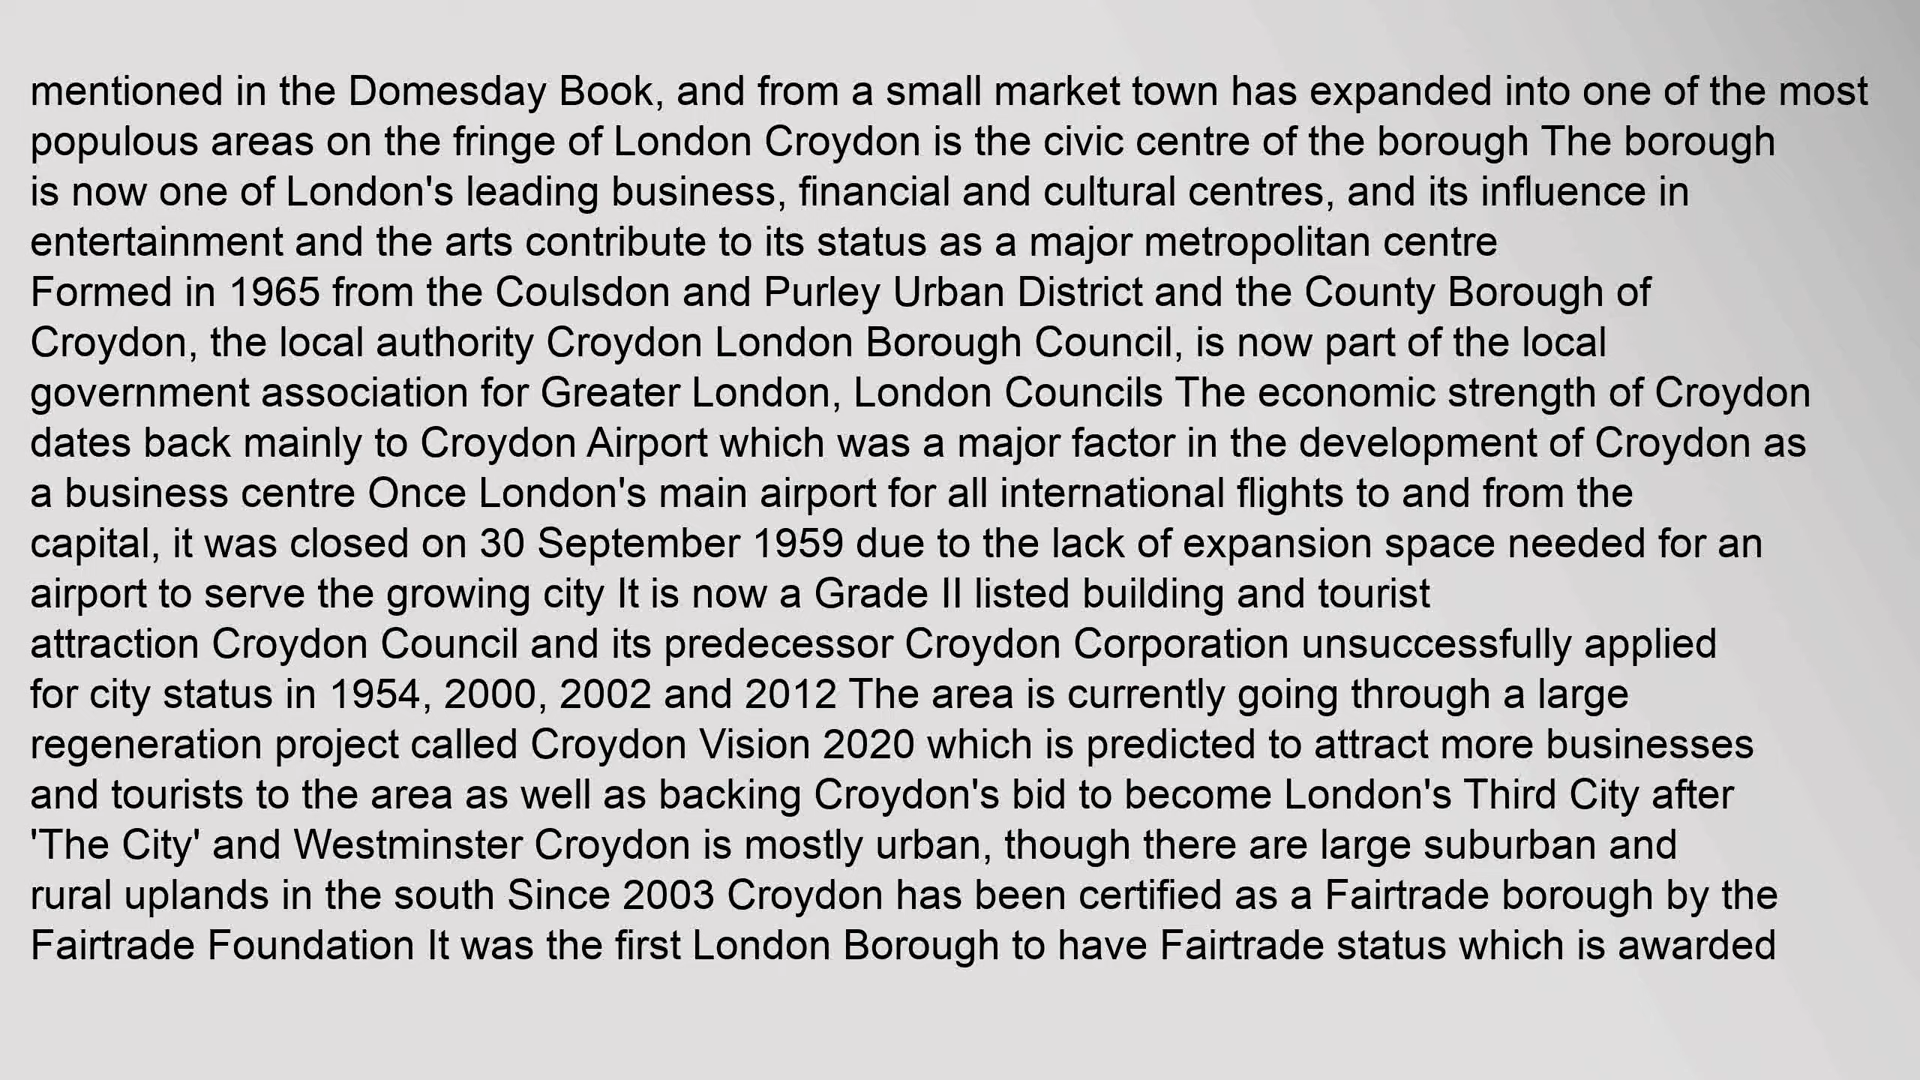 mentioned in the Domesday Book, and from a small market town has expanded into one of the most
populous areas on the fringe of London Croydon is the civic centre of the borough The borough
is now one of London's leading business, financial and cultural centres, and its influence in
entertainment and the arts contribute to its status as a major metropolitan centre
Formed in 1965 from the Coulsdon and Purley Urban District and the County Borough of
Croydon, the local authority Croydon London Borough Council, is now part of the local
government association for Greater London, London Councils The economic strength of Croydon
dates back mainly to Croydon Airport which was a major factor in the development of Croydon as
a business centre Once London's main airport for all international flights to and from the
capital, it was closed on 30 September 1959 due to the lack of expansion space needed for an
airport to serve the growing city It is now a Grade II listed building and tourist
attraction Croydon Council and its predecessor Croydon Corporation unsuccessfully applied
for city status in 1954, 2000, 2002 and 2012 The area is currently going through a large
regeneration project called Croydon Vision 2020 which is predicted to attract more businesses
and tourists to the area as well as backing Croydon's bid to become London's Third City after
'The City' and Westminster Croydon is mostly urban, though there are large suburban and
rural uplands in the south Since 2003 Croydon has been certified as a Fairtrade borough by the
Fairtrade Foundation It was the first London Borough to have Fairtrade status which is awarded